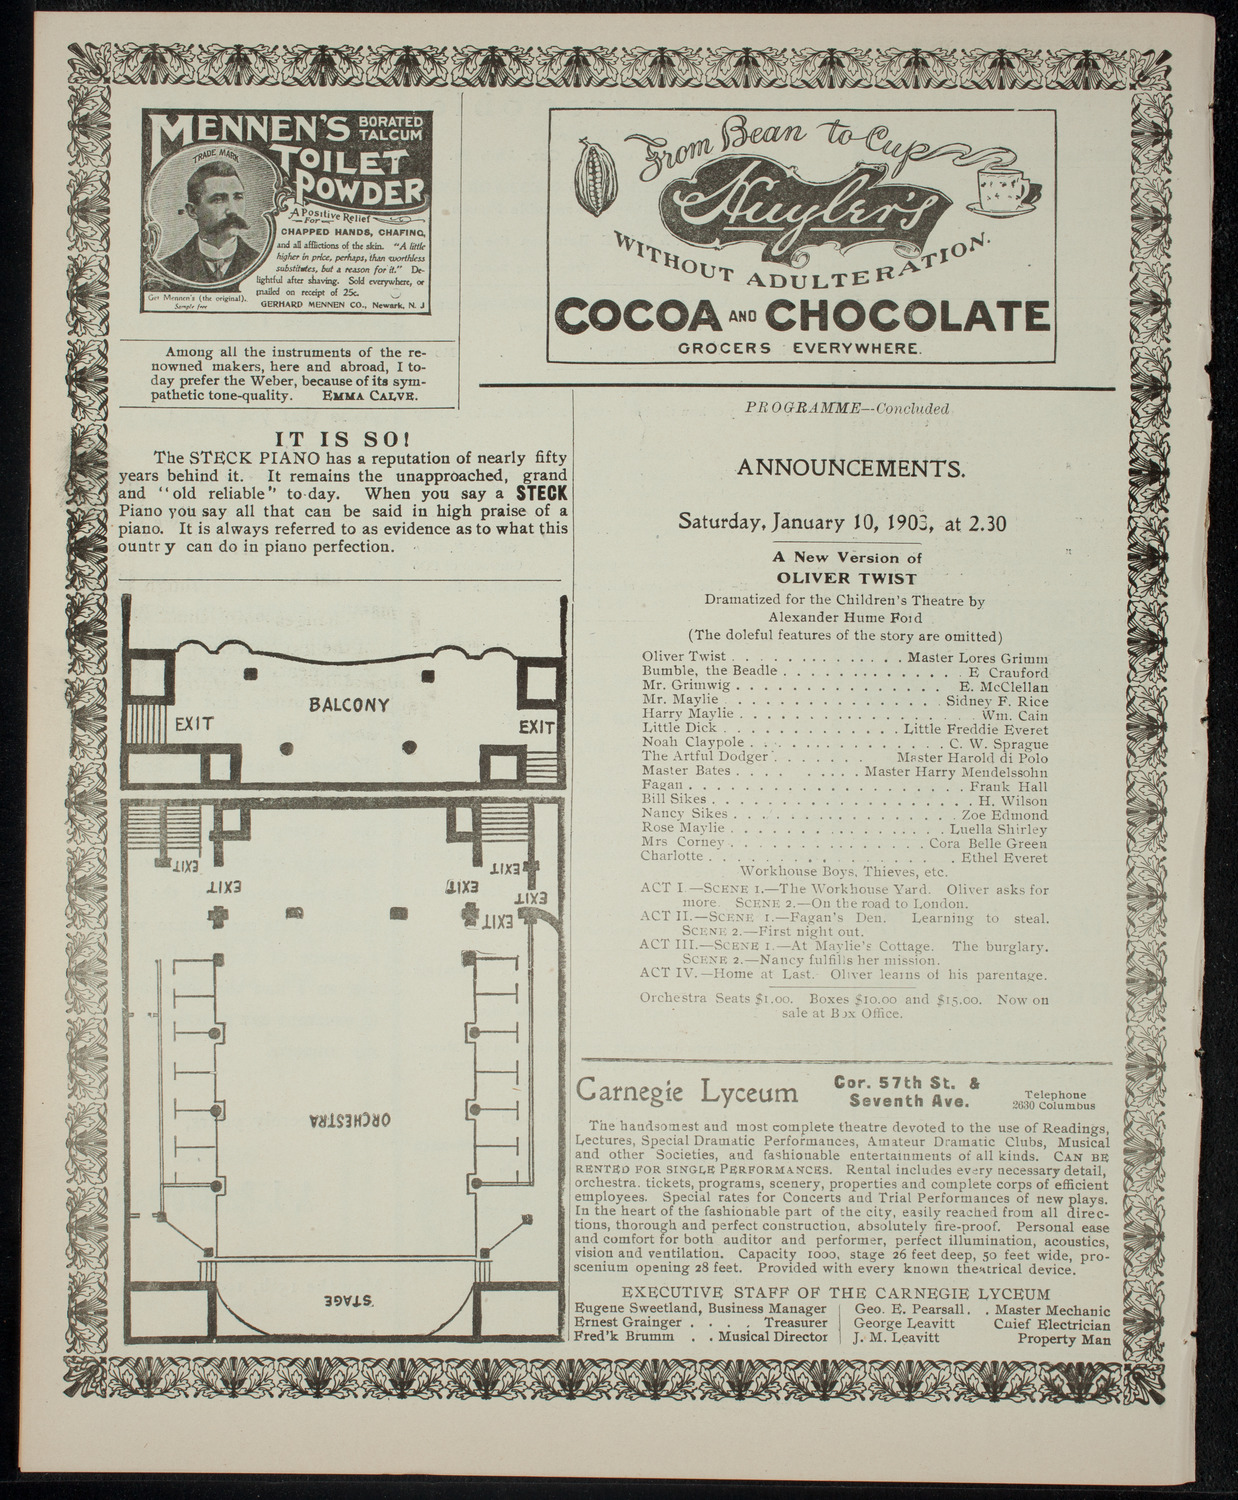 MENNEN'S BORATED TALCUM
TOILET
POWDER
TRADE MARK
A Positive Relief
For
CHAPPED HANDS, CHAFING,
and all afflictions of the skin. "A little
higher in price, perhaps, than worthless
substitutes, but a reason for it." De-
lightful after shaving. Sold everywhere, or
mailed on receipt of 25c.
Get Mennen's (the original).
Sample free
GERHARD MENNEN CO., Newark, N. J
Among all the instruments of the re-
nowned makers, here and abroad, I to-
day prefer the Weber, because of its sym-
pathetic tone-quality. EMMA CALVE.
From Bean to Cup
Huyler's
WITHOUT ADULTERATION.
COCOA AND CHOCOLATE
GROCERS EVERYWHERE.
IT IS SO!
The STECK PIANO has a reputation of nearly fifty
years behind it. It remains the unapproached, grand
and "old reliable" to-day. When you say a STECK
Piano you say all that can be said in high praise of a
piano. It is always referred to as evidence as to what this
ountry can do in piano perfection.
BALCONY
EXIT
EXIT
EXIT
EXIT
EXIT
EXIT
EXIT
EXIT
ORCHESTRA
STAGE
PROGRAMME--Concluded
ANNOUNCEMENTS.
Saturday, January 10, 1903, at 2.30
A New Version of
OLIVER TWIST
Dramatized for the Children's Theatre by
Alexander Hume Ford
(The doleful features of the story are omitted)
Oliver Twist . . . . . . . . . . . . . Master Lores Grimm
Bumble, the Beadle . . . . . . . . . . . . E Crauford
Mr. Grimwig . . . . . . . . . . . . . . . E. McClellan
Mr. Maylie . . . . . . . . . . . . . . . Sidney F. Rice
Harry Maylie . . . . . . . . . . . . . . . . . Wm. Cain
Little Dick . . . . . . . . . . . . . Little Freddie Everet
Noah Claypole . . . . . . . . . . . . . . C. W. Sprague
The Artful Dodger . . . . . . . Master Harold di Polo
Master Bates . . . . . . . . . Master Harry Mendelssohn
Fagan . . . . . . . . . . . . . . . . . . . . Frank Hall
Bill Sikes . . . . . . . . . . . . . . . . . . . H. Wilson
Nancy Sikes . . . . . . . . . . . . . . . . Zoe Edmond
Rose Maylie . . . . . . . . . . . . . . . . Luella Shirley
Mrs Corney . . . . . . . . . . . . . . Cora Belle Green
Charlotte . . . . . . . . . . . . . . . . . . Ethel Everet
Workhouse Boys, Thieves, etc.
ACT I.—SCENE 1.—The Workhouse Yard. Oliver asks for
more. SCENE 2.—On the road to London.
ACT II.—SCENE 1.—Fagan's Den. Learning to steal.
SCENE 2.—First night out.
ACT III.—SCENE 1.—At Maylie's Cottage. The burglary.
SCENE 2.—Nancy fulfills her mission.
ACT IV.—Home at Last. Oliver learns of his parentage.
Orchestra Seats $1.00. Boxes $10.00 and $15.00. Now on
sale at Box Office.
Carnegie Lyceum
Cor. 57th St. &
Seventh Ave.
Telephone
2630 Columbus
The handsomest and most complete theatre devoted to the use of Readings,
Lectures, Special Dramatic Performances, Amateur Dramatic Clubs, Musical
and other Societies, and fashionable entertainments of all kinds. CAN BE
RENTED FOR SINGLE PERFORMANCES. Rental includes every necessary detail,
orchestra. tickets, programs, scenery, properties and complete corps of efficient
employees. Special rates for Concerts and Trial Performances of new plays.
In the heart of the fashionable part of the city, easily reached from all direc-
tions, thorough and perfect construction, absolutely fire-proof. Personal ease
and comfort for both auditor and performer, perfect illumination, acoustics,
vision and ventilation. Capacity 1000, stage 26 feet deep, 50 feet wide, pro-
scenium opening 28 feet. Provided with every known theatrical device.
EXECUTIVE STAFF OF THE CARNEGIE LYCEUM
Eugene Sweetland, Business Manager
Ernest Grainger . . . . Treasurer
Fred'k Brumm . . Musical Director
Geo. E. Pearsall. . Master Mechanic
George Leavitt Chief Electrician
J. M. Leavitt Property Man